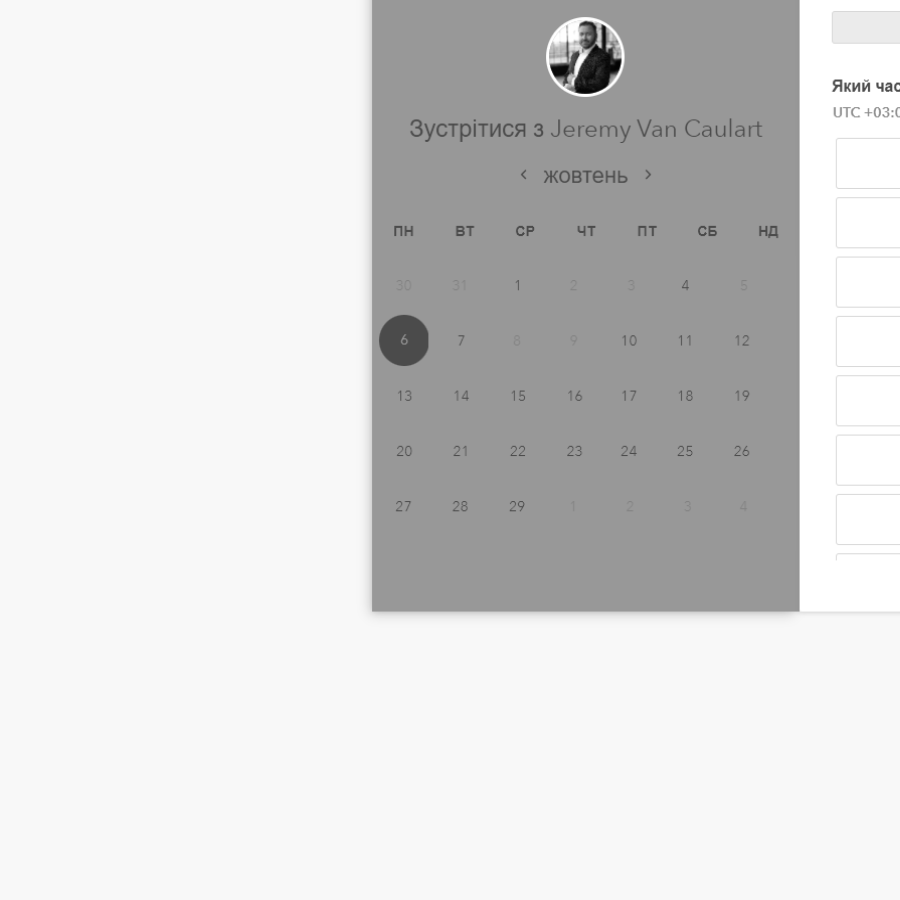 Зустрітися з Jeremy Van Caulart
‹ жовтень ›
ПН ВТ СР ЧТ ПТ СБ НД
30 31 1 2 3 4 5
6 7 8 9 10 11 12
13 14 15 16 17 18 19
20 21 22 23 24 25 26
27 28 29 1 2 3 4
Який час
UTC +03:0